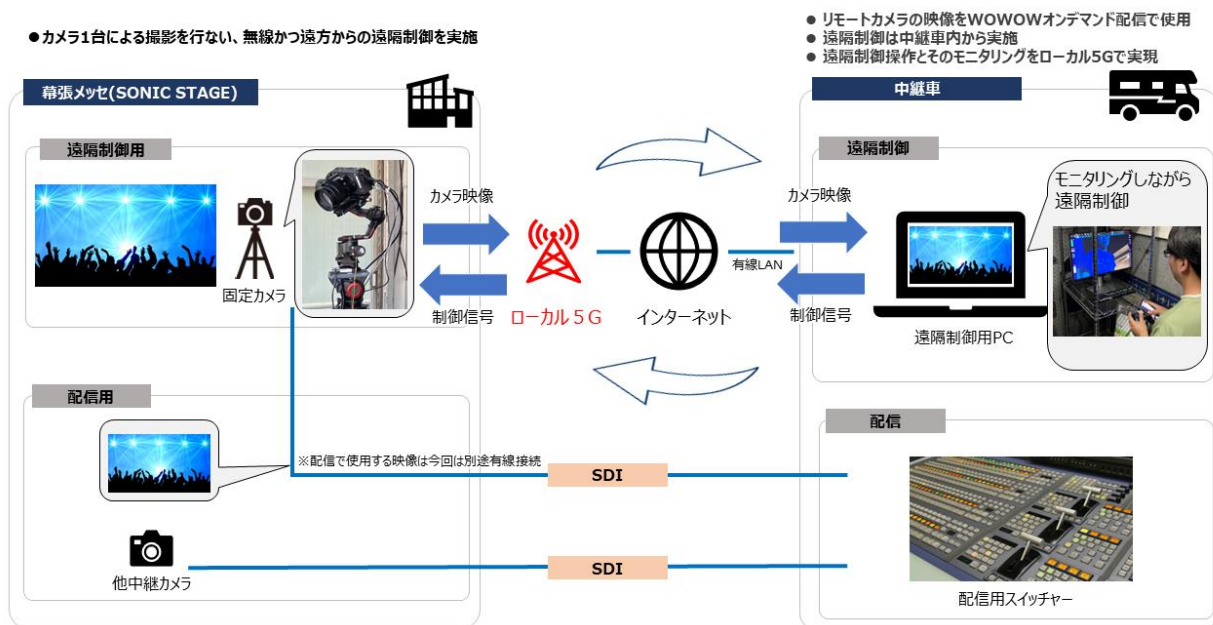 ●カメラ1台による撮影を行ない、無線かつ遠方からの遠隔制御を実施
● リモートカメラの映像をWOWOWオンデマンド配信で使用
● 遠隔制御は中継車内から実施
● 遠隔制御操作とそのモニタリングをローカル5Gで実現
幕張メッセ(SONIC STAGE)
遠隔制御用
固定カメラ
カメラ映像
制御信号
ローカル５G
インターネット
有線LAN
カメラ映像
制御信号
中継車
遠隔制御
モニタリングしながら
遠隔制御
遠隔制御用PC
配信用
※配信で使用する映像は今回は別途有線接続
SDI
他中継カメラ
SDI
配信
配信用スイッチャー